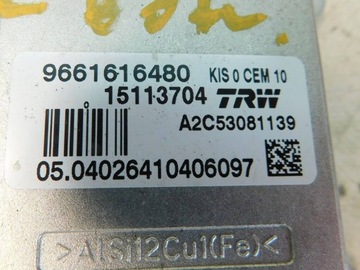 9661616480 KIS 0 CEM 10
15113704 TRW
A2C53081139
05.04026410406097
>AlSi12Cu1(Fe)<